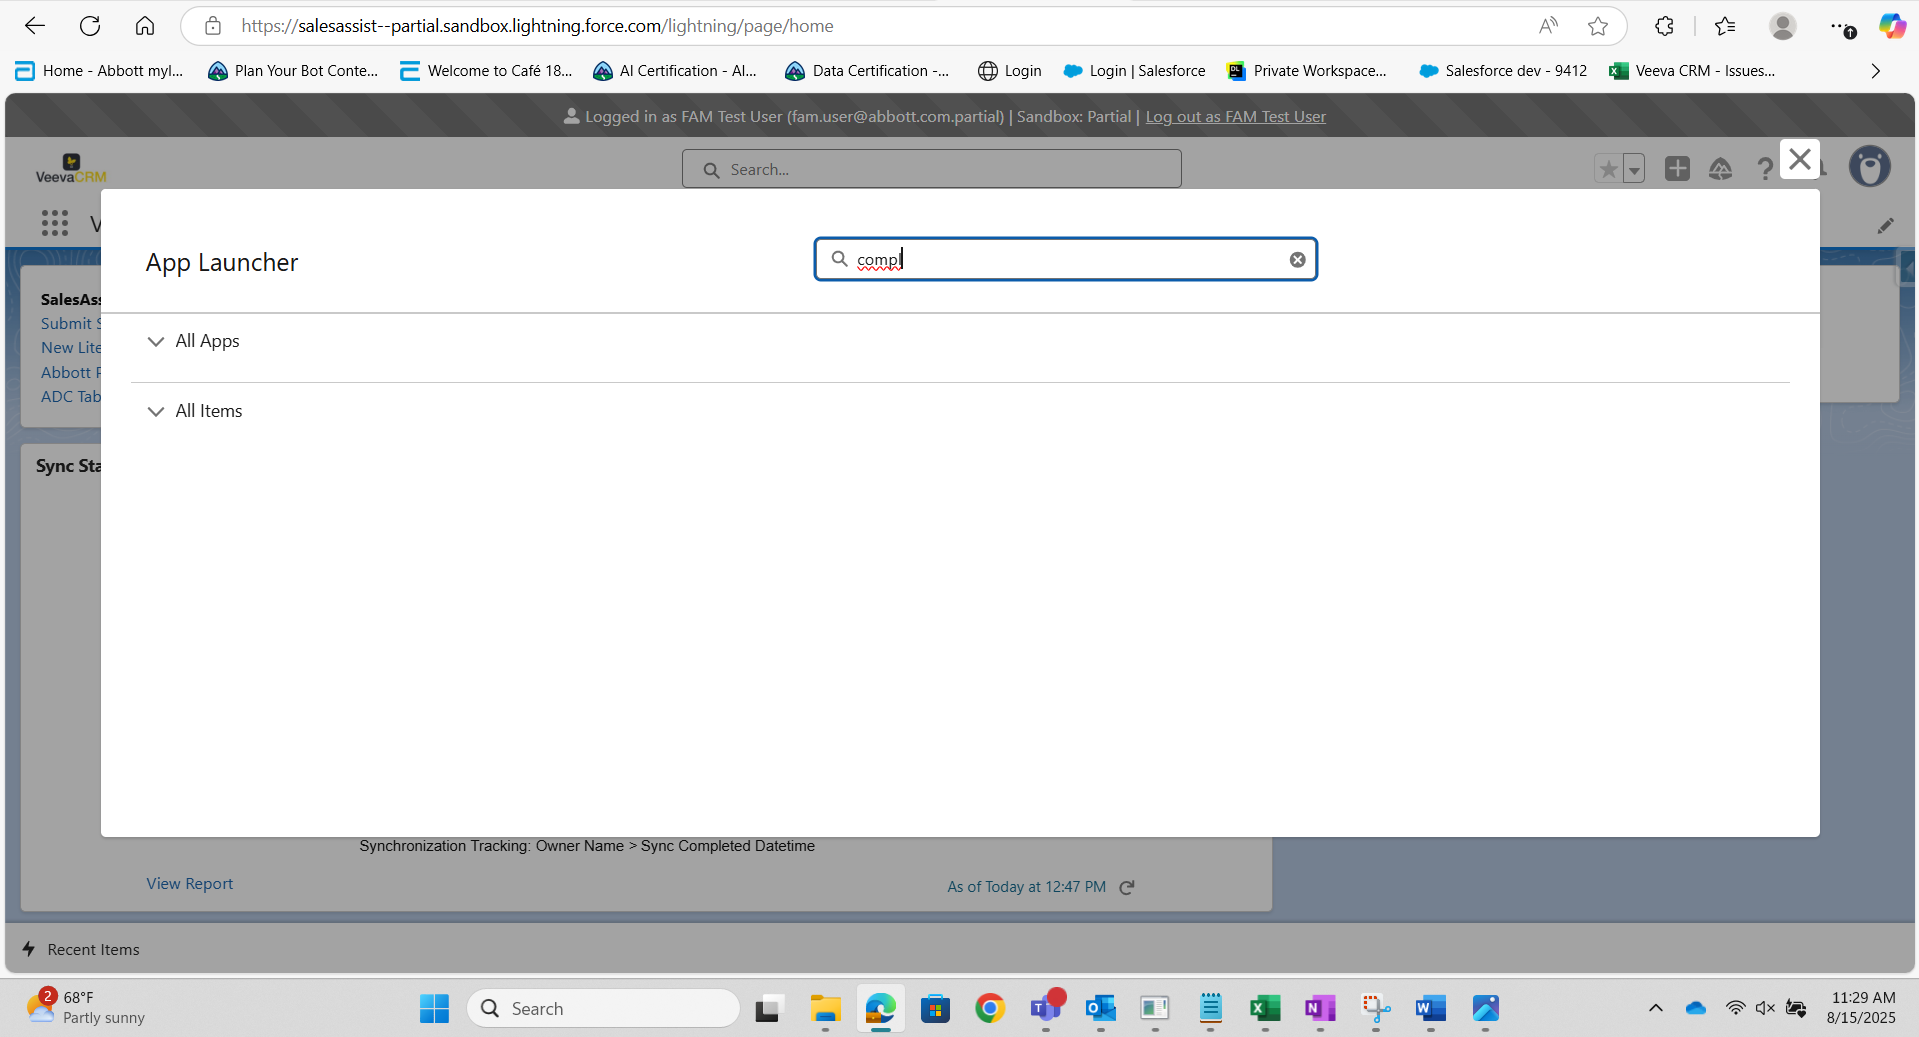 https://salesassist--partial.sandbox.lightning.force.com/lightning/page/home
Home - Abbott myl...
Plan Your Bot Conte...
Welcome to Café 18...
AI Certification - AI...
Data Certification -...
Login
Login | Salesforce
Private Workspace...
Salesforce dev - 9412
Veeva CRM - Issues...
Logged in as FAM Test User (fam.user@abbott.com.partial) | Sandbox: Partial | Log out as FAM Test User
VeevaCRM
Search...
V
App Launcher
compl
All Apps
All Items
SalesAss
Submit S
New Lite
Abbott
ADC Tab
Sync Sta
Synchronization Tracking: Owner Name > Sync Completed Datetime
View Report
As of Today at 12:47 PM
Recent Items
2
68°F
Partly sunny
Search
11:29 AM
8/15/2025